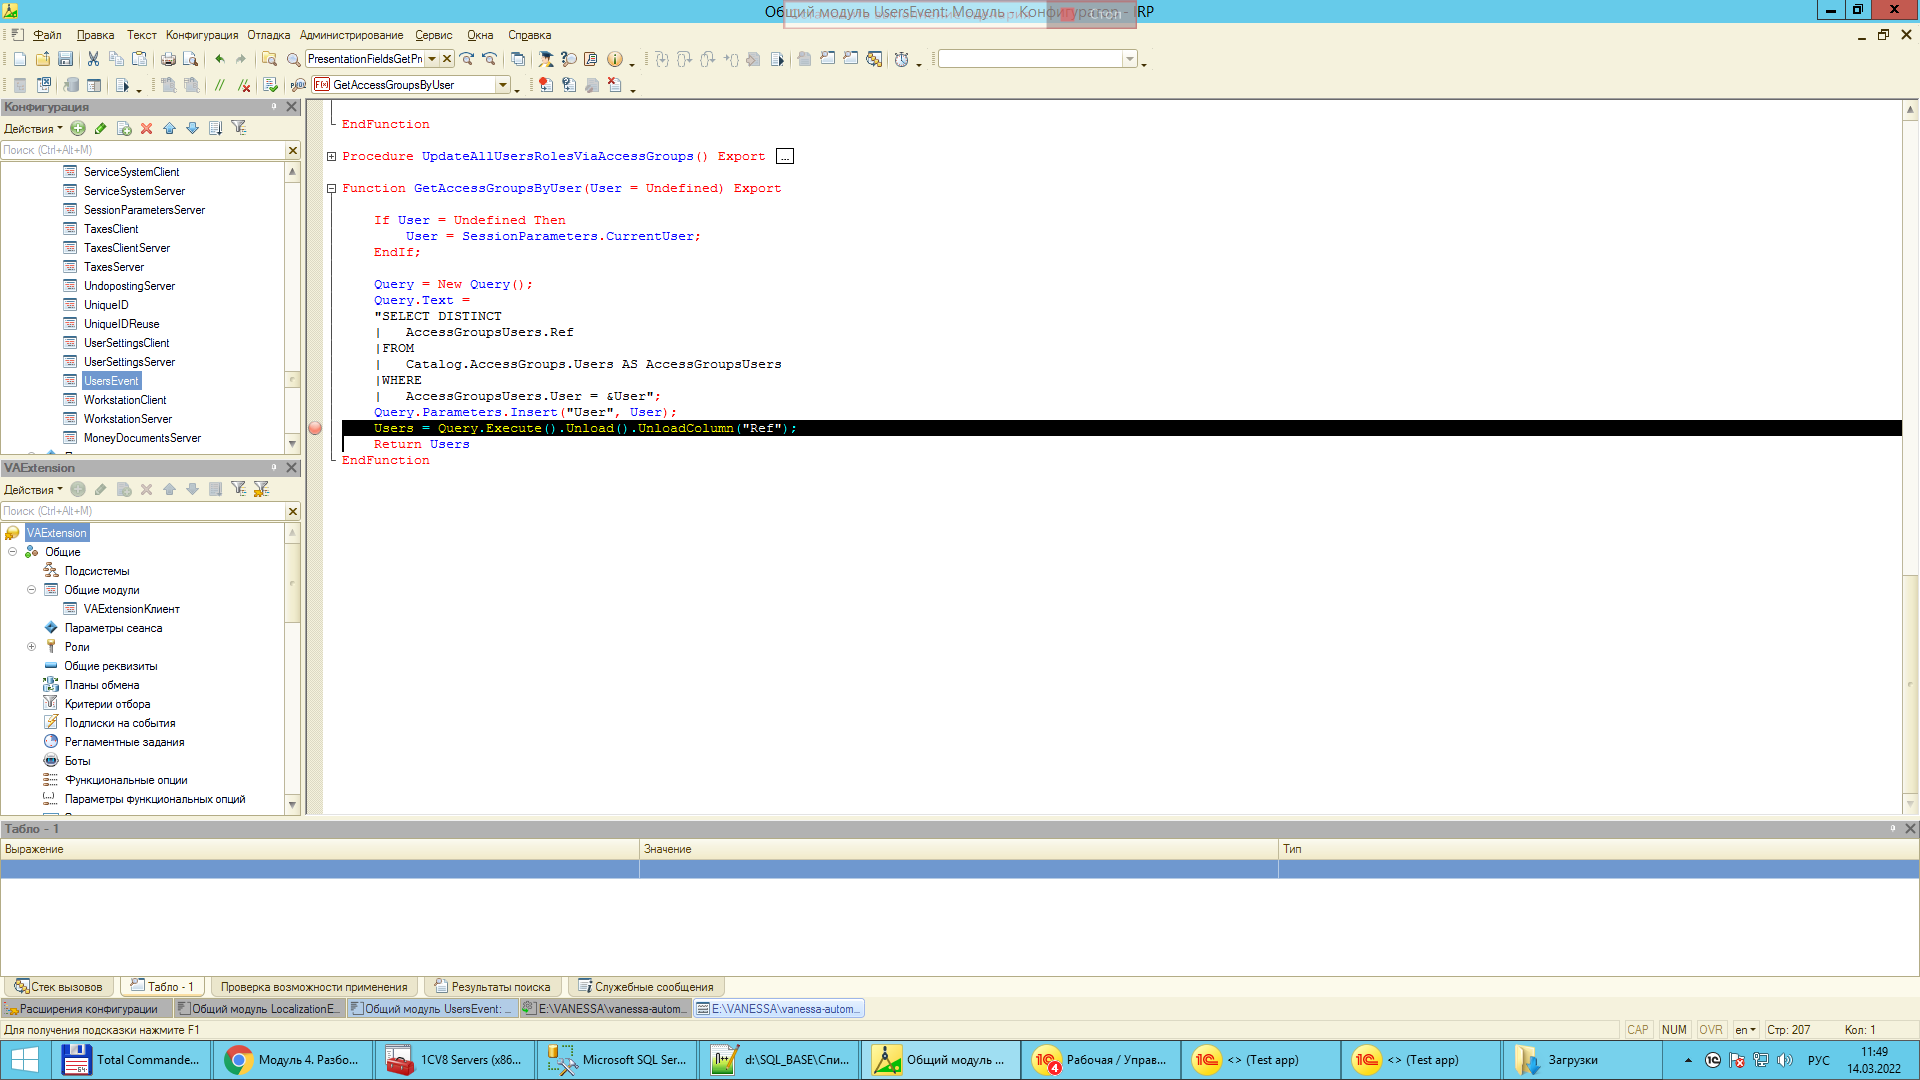 Общий модуль UsersEvent: Модуль - Конфигуратор - IRP
Стоп
Файл Правка Текст Конфигурация Отладка Администрирование Сервис Окна Справка
PresentationFieldsGetPr
GetAccessGroupsByUser
Конфигурация
Действия
Поиск (Ctrl+Alt+M)
ServiceSystemClient
ServiceSystemServer
SessionParametersServer
TaxesClient
TaxesClientServer
TaxesServer
UndopostingServer
UniqueID
UniqueIDReuse
UserSettingsClient
UserSettingsServer
UsersEvent
WorkstationClient
WorkstationServer
MoneyDocumentsServer
VAExtension
Действия
Поиск (Ctrl+Alt+M)
VAExtension
Общие
Подсистемы
Общие модули
VAExtensionКлиент
Параметры сеанса
Роли
Общие реквизиты
Планы обмена
Критерии отбора
Подписки на события
Регламентные задания
Боты
Функциональные опции
Параметры функциональных опций
EndFunction
Procedure UpdateAllUsersRolesViaAccessGroups() Export ...
Function GetAccessGroupsByUser(User = Undefined) Export
If User = Undefined Then
User = SessionParameters.CurrentUser;
EndIf;
Query = New Query();
Query.Text =
"SELECT DISTINCT
| AccessGroupsUsers.Ref
|FROM
| Catalog.AccessGroups.Users AS AccessGroupsUsers
|WHERE
| AccessGroupsUsers.User = &User";
Query.Parameters.Insert("User", User);
Users = Query.Execute().Unload().UnloadColumn("Ref");
Return Users
EndFunction
Табло - 1
Выражение Значение Тип
Стек вызовов Табло - 1 Проверка возможности применения Результаты поиска Служебные сообщения
Расширения конфигурации Общий модуль LocalizationE... Общий модуль UsersEvent: ... E:\VANESSA\vanessa-autom... E:\VANESSA\vanessa-autom...
Для получения подсказки нажмите F1 CAP NUM OVR en Стр: 207 Кол: 1
Total Commande... Модуль 4. Разбо... 1CV8 Servers (x86... Microsoft SQL Ser... d:\SQL_BASE\Спи... Общий модуль ... Рабочая / Управ... <> (Test app) <> (Test app) Загрузки РУС 11:49
14.03.2022